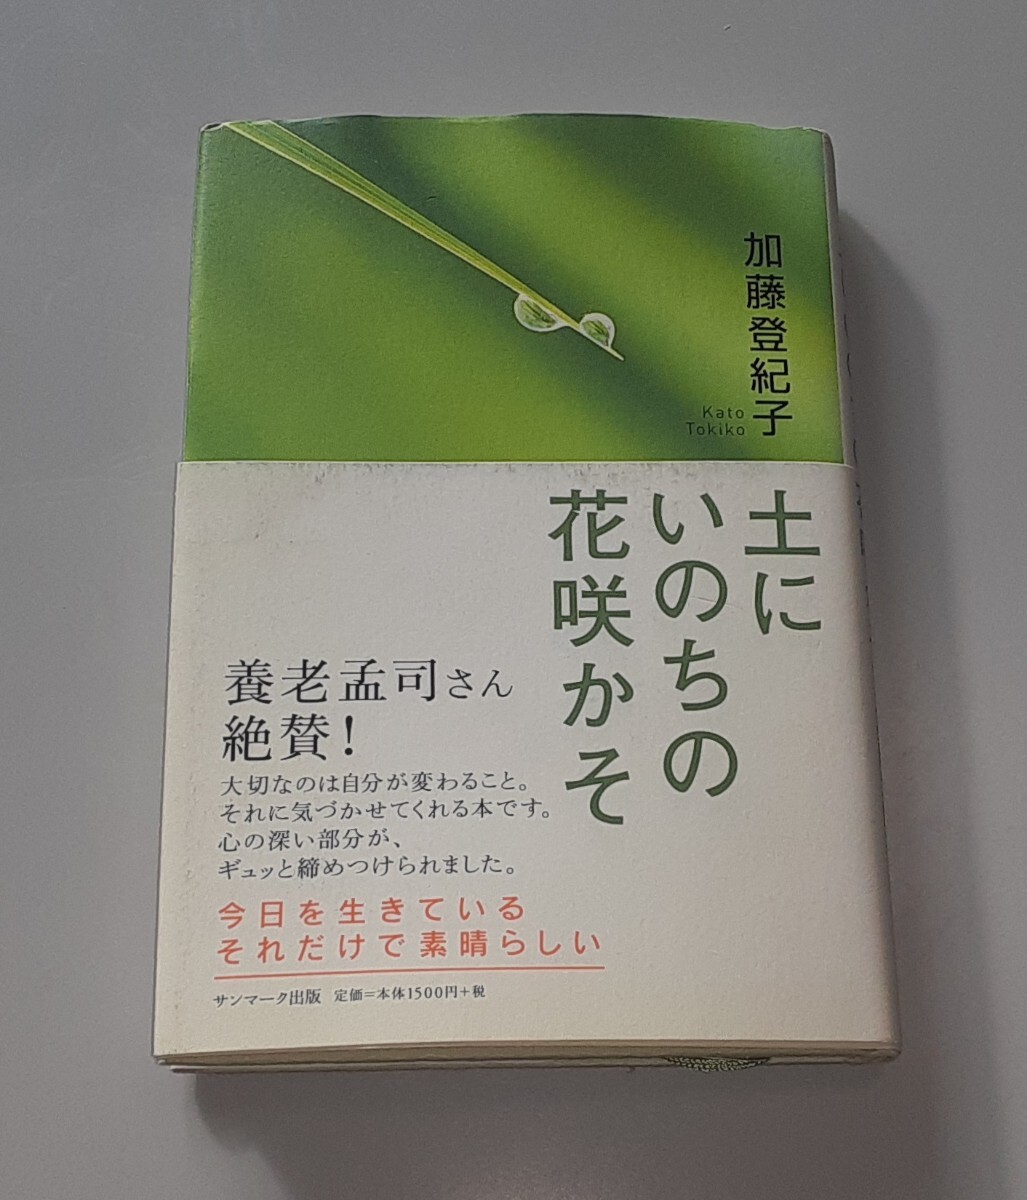 加藤登紀子
Kato
Tokiko
土に
いのちの
花咲かそ
養老孟司さん
絶賛！
大切なのは自分が変わること。
それに気づかせてくれる本です。
心の深い部分が、
ギュッと締めつけられました。
今日を生きている
それだけで素晴らしい
サンマーク出版 定価＝本体1500円＋税